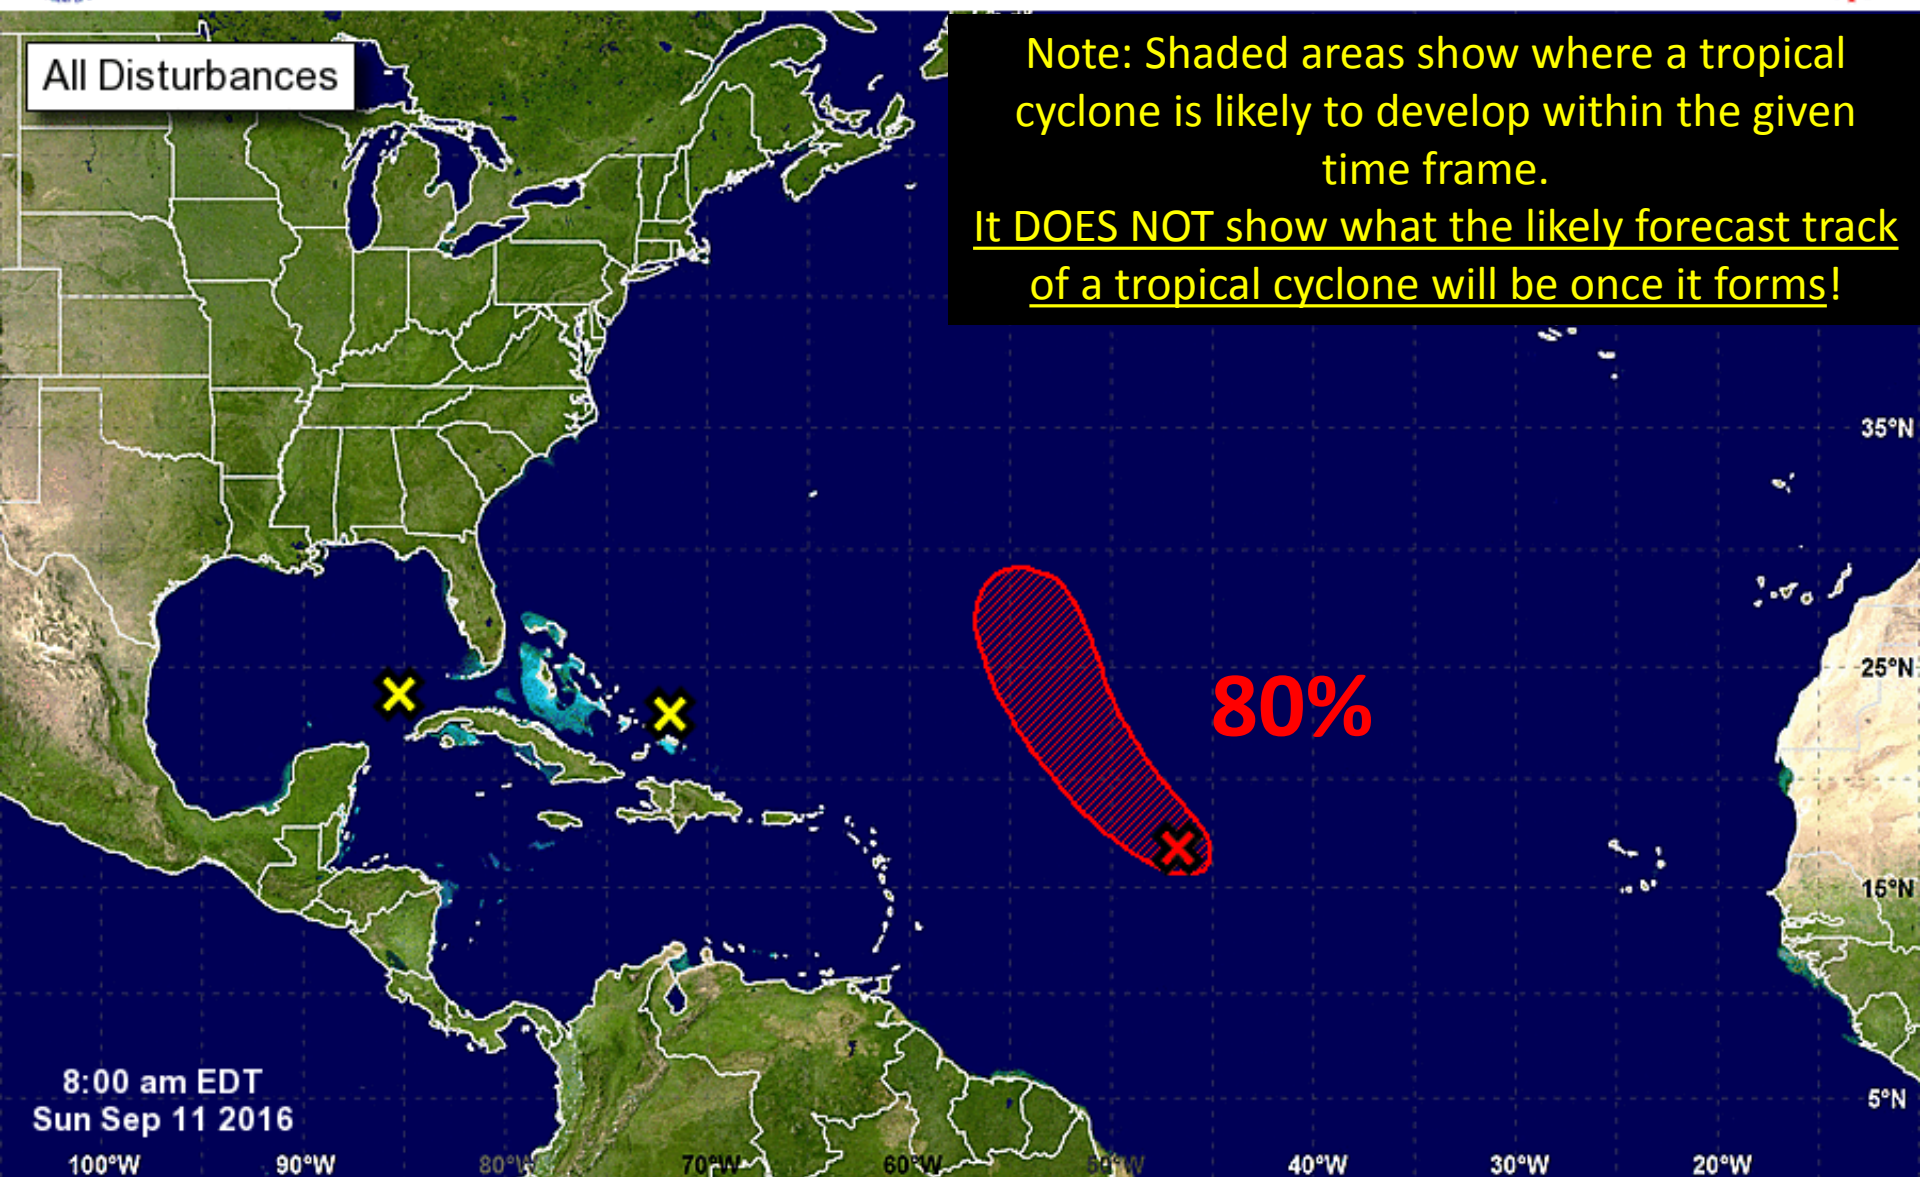 All Disturbances
Note: Shaded areas show where a tropical
cyclone is likely to develop within the given
time frame.
It DOES NOT show what the likely forecast track
of a tropical cyclone will be once it forms!
35°N
25°N
80%
15°N
8:00 am EDT
Sun Sep 11 2016
5°N
100°W 90°W 80°W 70°W 60°W 50°W 40°W 30°W 20°W